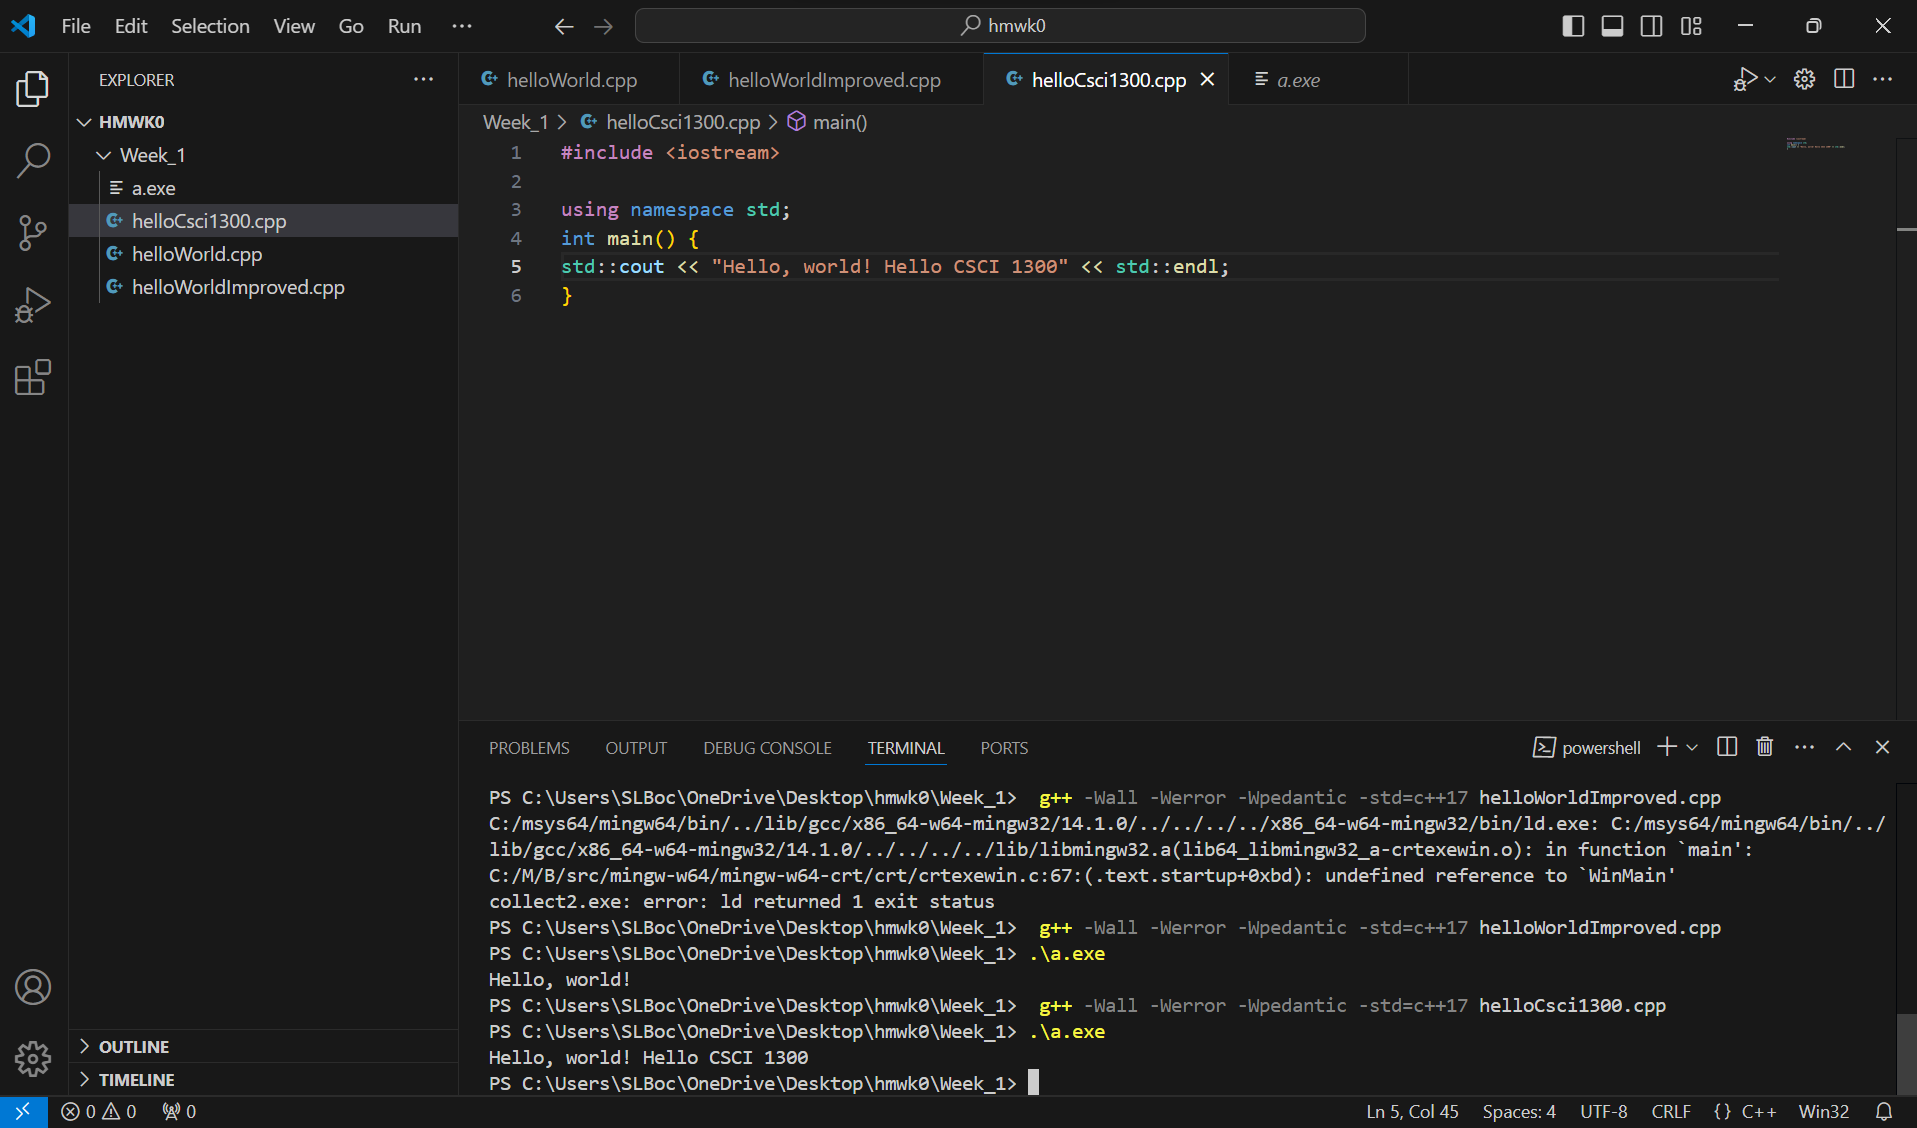 File Edit Selection View Go Run ··· hmwk0
EXPLORER ···
HMWK0
Week_1
a.exe
helloCsci1300.cpp
helloWorld.cpp
helloWorldImproved.cpp
OUTLINE
TIMELINE
helloWorld.cpp helloWorldImproved.cpp helloCsci1300.cpp a.exe
Week_1 > helloCsci1300.cpp > main()
1 #include <iostream>
2
3 using namespace std;
4 int main() {
5 std::cout << "Hello, world! Hello CSCI 1300" << std::endl;
6 }
PROBLEMS OUTPUT DEBUG CONSOLE TERMINAL PORTS powershell
PS C:\Users\SLBoc\OneDrive\Desktop\hmwk0\Week_1>  g++ -Wall -Werror -Wpedantic -std=c++17 helloWorldImproved.cpp
C:/msys64/mingw64/bin/../lib/gcc/x86_64-w64-mingw32/14.1.0/../../../../x86_64-w64-mingw32/bin/ld.exe: C:/msys64/mingw64/bin/../
lib/gcc/x86_64-w64-mingw32/14.1.0/../../../../lib/libmingw32.a(lib64_libmingw32_a-crtexewin.o): in function `main':
C:/M/B/src/mingw-w64/mingw-w64-crt/crt/crtexewin.c:67:(.text.startup+0xbd): undefined reference to `WinMain'
collect2.exe: error: ld returned 1 exit status
PS C:\Users\SLBoc\OneDrive\Desktop\hmwk0\Week_1>  g++ -Wall -Werror -Wpedantic -std=c++17 helloWorldImproved.cpp
PS C:\Users\SLBoc\OneDrive\Desktop\hmwk0\Week_1> .\a.exe
Hello, world!
PS C:\Users\SLBoc\OneDrive\Desktop\hmwk0\Week_1>  g++ -Wall -Werror -Wpedantic -std=c++17 helloCsci1300.cpp
PS C:\Users\SLBoc\OneDrive\Desktop\hmwk0\Week_1> .\a.exe
Hello, world! Hello CSCI 1300
PS C:\Users\SLBoc\OneDrive\Desktop\hmwk0\Week_1>
0 0 0 Ln 5, Col 45 Spaces: 4 UTF-8 CRLF {} C++ Win32